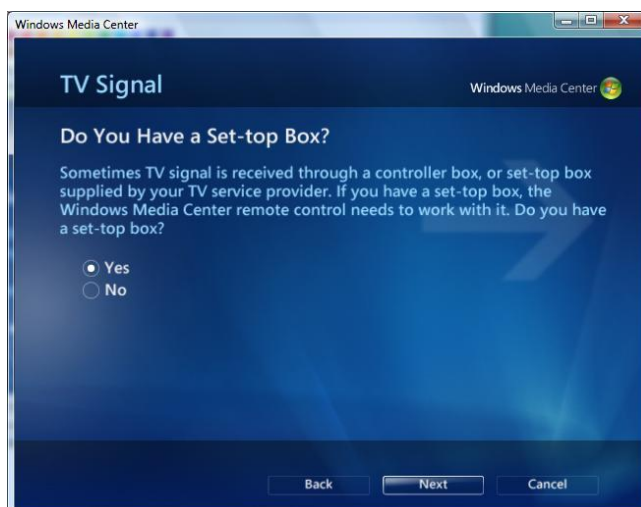 Windows Media Center
TV Signal
Windows Media Center
Do You Have a Set-top Box?
Sometimes TV signal is received through a controller box, or set-top box
supplied by your TV service provider. If you have a set-top box, the
Windows Media Center remote control needs to work with it. Do you have
a set-top box?
Yes
No
Back Next Cancel